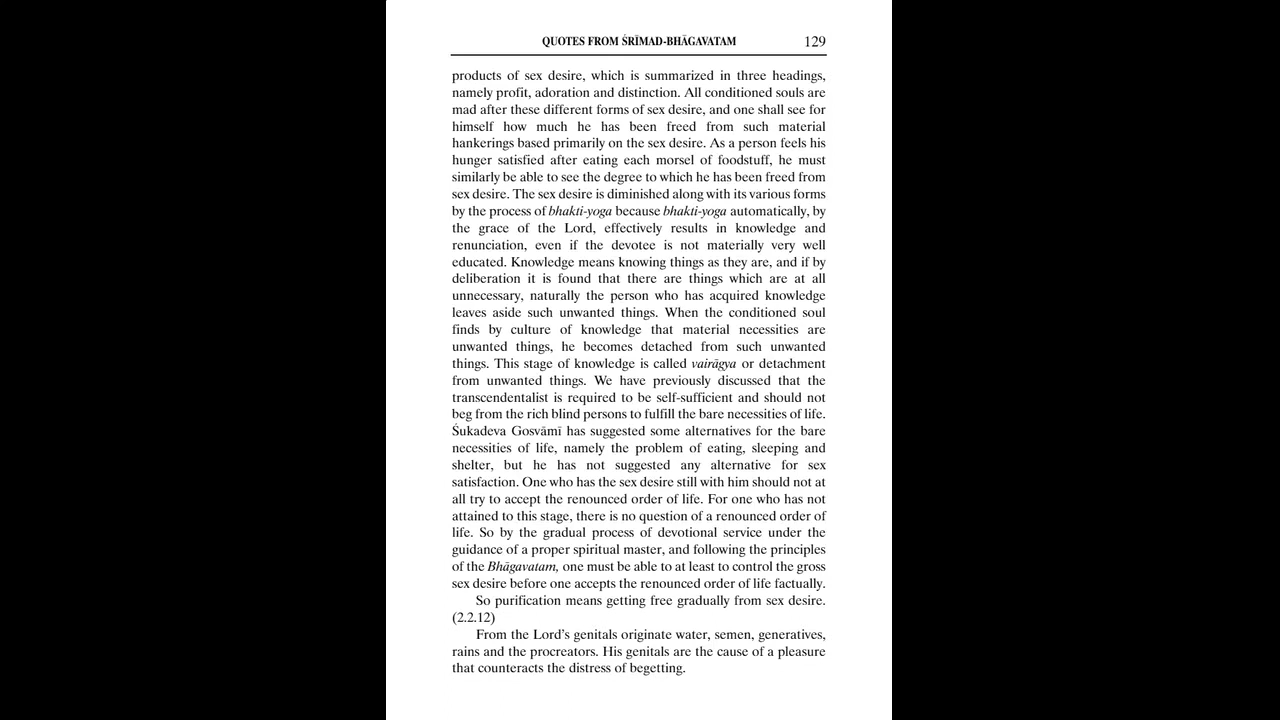 QUOTES FROM ŚRĪMAD-BHĀGAVATAM 129
products of sex desire, which is summarized in three headings,
namely profit, adoration and distinction. All conditioned souls are
mad after these different forms of sex desire, and one shall see for
himself how much he has been freed from such material
hankerings based primarily on the sex desire. As a person feels his
hunger satisfied after eating each morsel of foodstuff, he must
similarly be able to see the degree to which he has been freed from
sex desire. The sex desire is diminished along with its various forms
by the process of bhakti-yoga because bhakti-yoga automatically, by
the grace of the Lord, effectively results in knowledge and
renunciation, even if the devotee is not materially very well
educated. Knowledge means knowing things as they are, and if by
deliberation it is found that there are things which are at all
unnecessary, naturally the person who has acquired knowledge
leaves aside such unwanted things. When the conditioned soul
finds by culture of knowledge that material necessities are
unwanted things, he becomes detached from such unwanted
things. This stage of knowledge is called vairāgya or detachment
from unwanted things. We have previously discussed that the
transcendentalist is required to be self-sufficient and should not
beg from the rich blind persons to fulfill the bare necessities of life.
Śukadeva Gosvāmī has suggested some alternatives for the bare
necessities of life, namely the problem of eating, sleeping and
shelter, but he has not suggested any alternative for sex
satisfaction. One who has the sex desire still with him should not at
all try to accept the renounced order of life. For one who has not
attained to this stage, there is no question of a renounced order of
life. So by the gradual process of devotional service under the
guidance of a proper spiritual master, and following the principles
of the Bhāgavatam, one must be able to at least to control the gross
sex desire before one accepts the renounced order of life factually.
So purification means getting free gradually from sex desire.
(2.2.12)
From the Lord's genitals originate water, semen, generatives,
rains and the procreators. His genitals are the cause of a pleasure
that counteracts the distress of begetting.